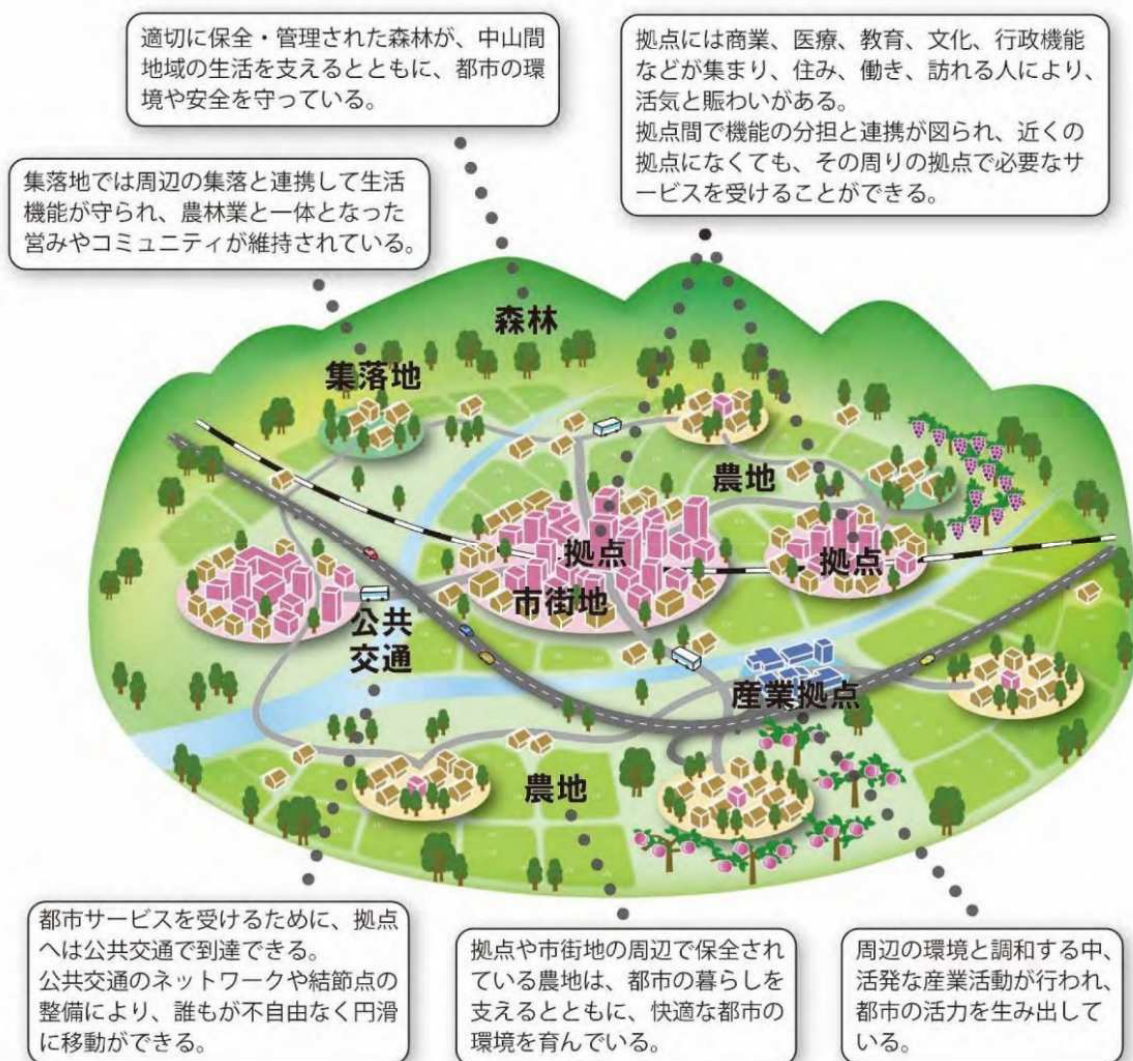 適切に保全・管理された森林が、中山間
地域の生活を支えるとともに、都市の環
境や安全を守っている。
拠点には商業、医療、教育、文化、行政機能
などが集まり、住み、働き、訪れる人により、
活気と賑わいがある。
拠点間で機能の分担と連携が図られ、近くの
拠点になくても、その周りの拠点で必要なサ
ービスを受けることができる。
集落地では周辺の集落と連携して生活
機能が守られ、農林業と一体となった
営みやコミュニティが維持されている。
森林
集落地
農地
拠点
拠点
市街地
公共
交通
産業拠点
農地
都市サービスを受けるために、拠点
へは公共交通で到達できる。
公共交通のネットワークや結節点の
整備により、誰もが不自由なく円滑
に移動ができる。
拠点や市街地の周辺で保全され
ている農地は、都市の暮らしを
支えるとともに、快適な都市の
環境を育んでいる。
周辺の環境と調和する中、
活発な産業活動が行われ、
都市の活力を生み出して
いる。